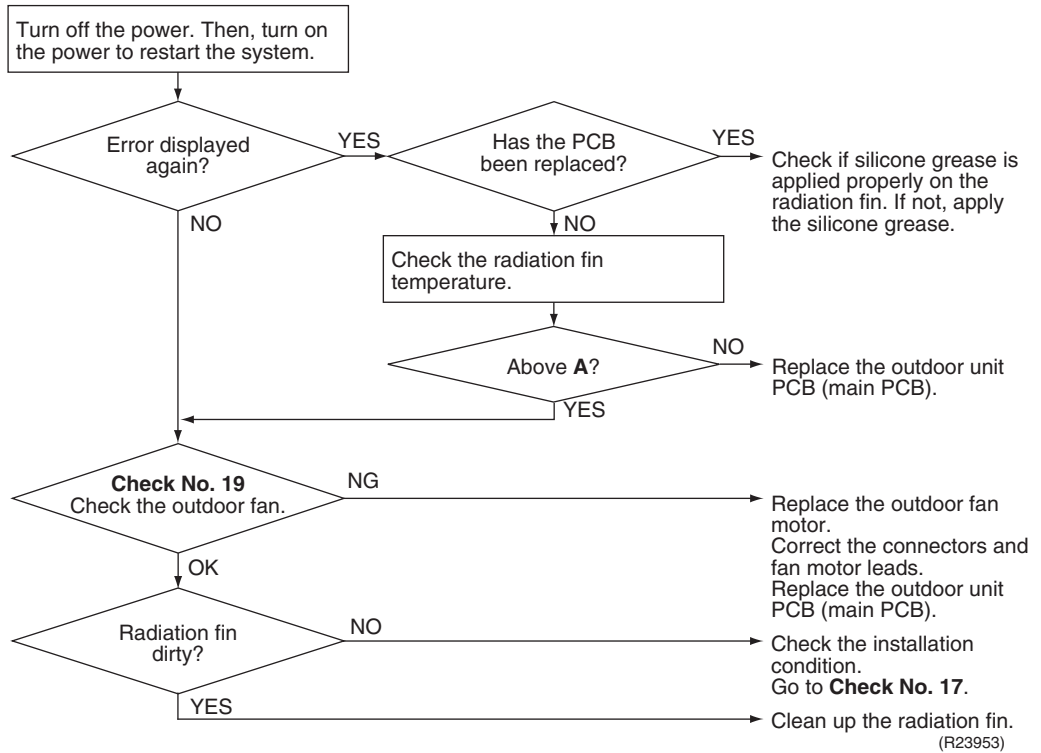 Turn off the power. Then, turn on
the power to restart the system.
Error displayed
again?
YES
Has the PCB
been replaced?
YES
Check if silicone grease is
applied properly on the
radiation fin. If not, apply
the silicone grease.
NO
NO
Check the radiation fin
temperature.
Above A?
NO
Replace the outdoor unit
PCB (main PCB).
YES
Check No. 19
Check the outdoor fan.
NG
Replace the outdoor fan
motor.
Correct the connectors and
fan motor leads.
Replace the outdoor unit
PCB (main PCB).
OK
Radiation fin
dirty?
NO
Check the installation
condition.
Go to Check No. 17.
YES
Clean up the radiation fin.
(R23953)